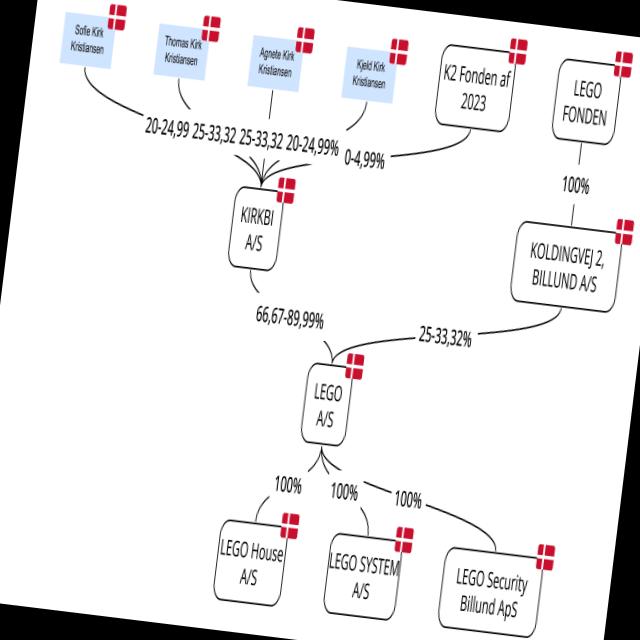 Sofie Kirk
Kristiansen
Thomas Kirk
Kristiansen
Agnete Kirk
Kristiansen
Kjeld Kirk
Kristiansen
K2 Fonden af
2023
LEGO
FONDEN
20-24,99 25-33,32 25-33,32 20-24,99%
0-4,99%
100%
KIRKBI
A/S
KOLDINGVEJ 2,
BILLUND A/S
66,67-89,99%
25-33,32%
LEGO
A/S
100%
100%
100%
LEGO House
A/S
LEGO SYSTEM
A/S
LEGO Security
Billund ApS